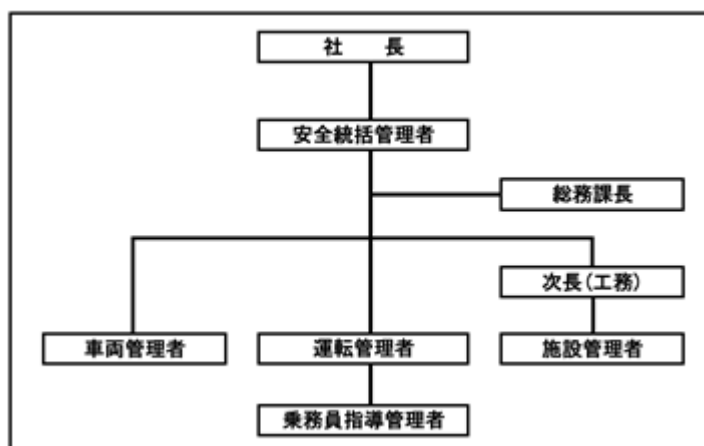 社　　長
安全統括管理者
総務課長
次長(工務)
車両管理者
運転管理者
施設管理者
乗務員指導管理者